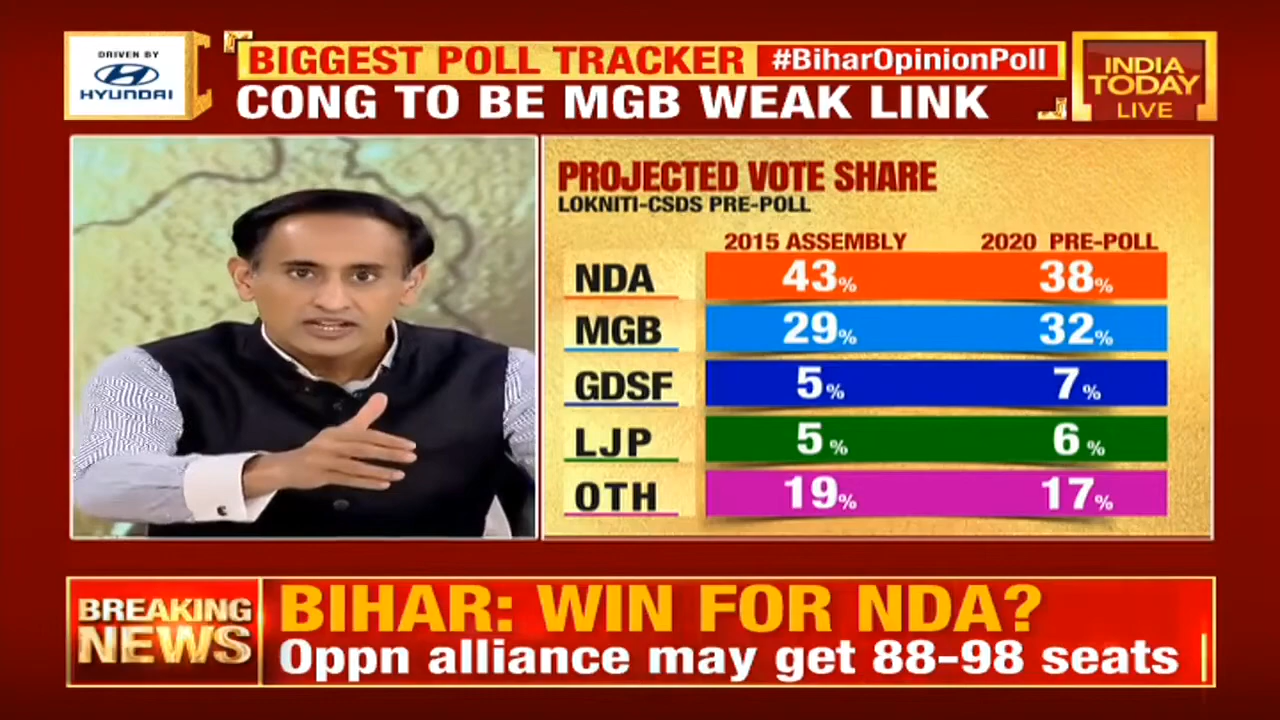 DRIVEN BY
HYUNDAI
BIGGEST POLL TRACKER #BiharOpinionPoll
CONG TO BE MGB WEAK LINK
INDIA
TODAY
LIVE
PROJECTED VOTE SHARE
LOKNITI-CSDS PRE-POLL
2015 ASSEMBLY 2020 PRE-POLL
NDA 43% 38%
MGB 29% 32%
GDSF 5% 7%
LJP 5% 6%
OTH 19% 17%
BREAKING
NEWS
BIHAR: WIN FOR NDA?
Oppn alliance may get 88-98 seats